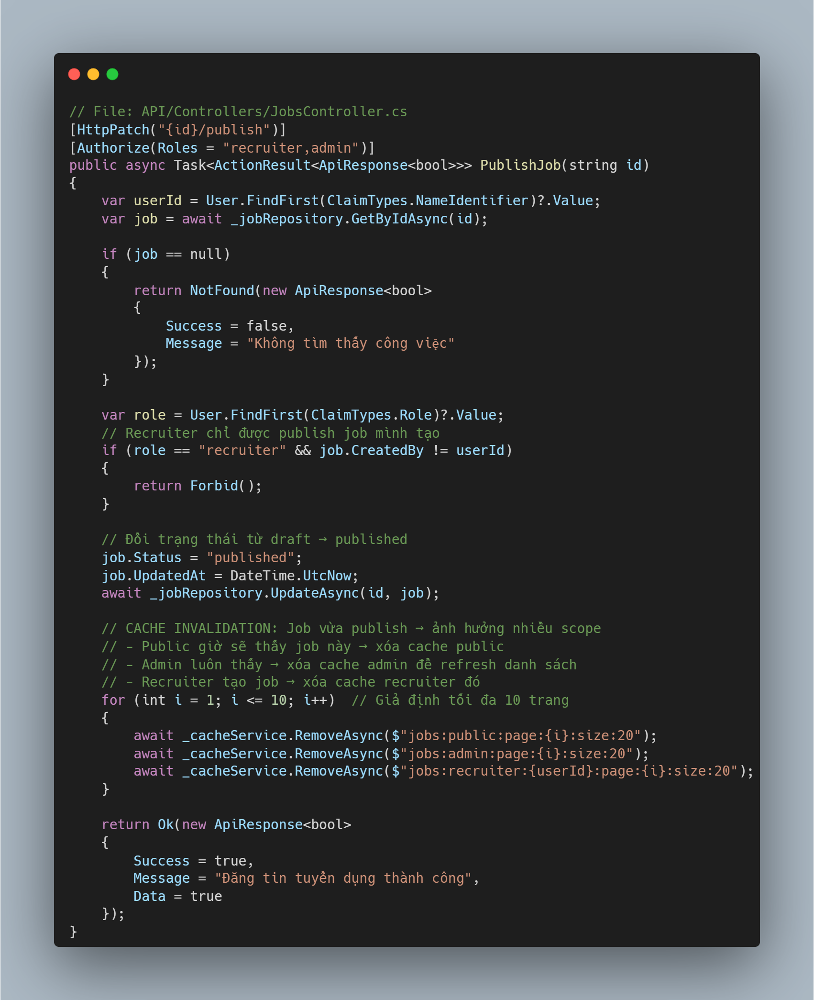 // File: API/Controllers/JobsController.cs
[HttpPatch("{id}/publish")]
[Authorize(Roles = "recruiter,admin")]
public async Task<ActionResult<ApiResponse<bool>>> PublishJob(string id)
{
    var userId = User.FindFirst(ClaimTypes.NameIdentifier)?.Value;
    var job = await _jobRepository.GetByIdAsync(id);

    if (job == null)
    {
        return NotFound(new ApiResponse<bool>
        {
            Success = false,
            Message = "Không tìm thấy công việc"
        });
    }

    var role = User.FindFirst(ClaimTypes.Role)?.Value;
    // Recruiter chỉ được publish job mình tạo
    if (role == "recruiter" && job.CreatedBy != userId)
    {
        return Forbid();
    }

    // Đổi trạng thái từ draft → published
    job.Status = "published";
    job.UpdatedAt = DateTime.UtcNow;
    await _jobRepository.UpdateAsync(id, job);

    // CACHE INVALIDATION: Job vừa publish → ảnh hưởng nhiều scope
    // - Public giờ sẽ thấy job này → xóa cache public
    // - Admin luôn thấy → xóa cache admin để refresh danh sách
    // - Recruiter tạo job → xóa cache recruiter đó
    for (int i = 1; i <= 10; i++)  // Giả định tối đa 10 trang
    {
        await _cacheService.RemoveAsync($"jobs:public:page:{i}:size:20");
        await _cacheService.RemoveAsync($"jobs:admin:page:{i}:size:20");
        await _cacheService.RemoveAsync($"jobs:recruiter:{userId}:page:{i}:size:20");
    }

    return Ok(new ApiResponse<bool>
    {
        Success = true,
        Message = "Đăng tin tuyển dụng thành công",
        Data = true
    });
}